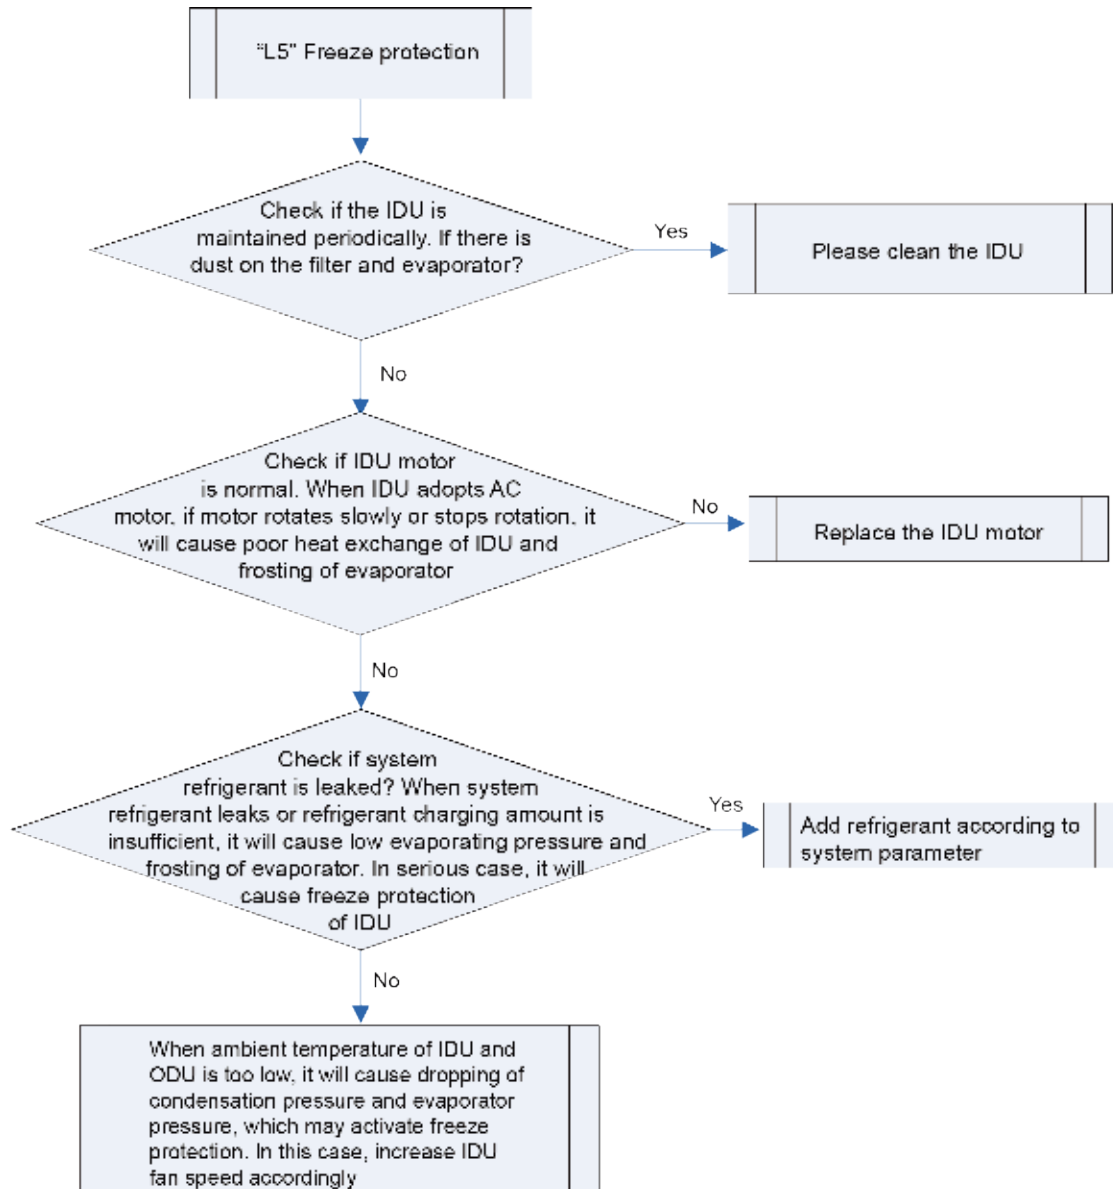 “L5” Freeze protection
Check if the IDU is
maintained periodically. If there is
dust on the filter and evaporator?
Yes
Please clean the IDU
No
Check if IDU motor
is normal. When IDU adopts AC
motor, if motor rotates slowly or stops rotation, it
will cause poor heat exchange of IDU and
frosting of evaporator
No
Replace the IDU motor
No
Check if system
refrigerant is leaked? When system
refrigerant leaks or refrigerant charging amount is
insufficient, it will cause low evaporating pressure and
frosting of evaporator. In serious case, it will
cause freeze protection
of IDU
Yes
Add refrigerant according to
system parameter
No
When ambient temperature of IDU and
ODU is too low, it will cause dropping of
condensation pressure and evaporator
pressure, which may activate freeze
protection. In this case, increase IDU
fan speed accordingly